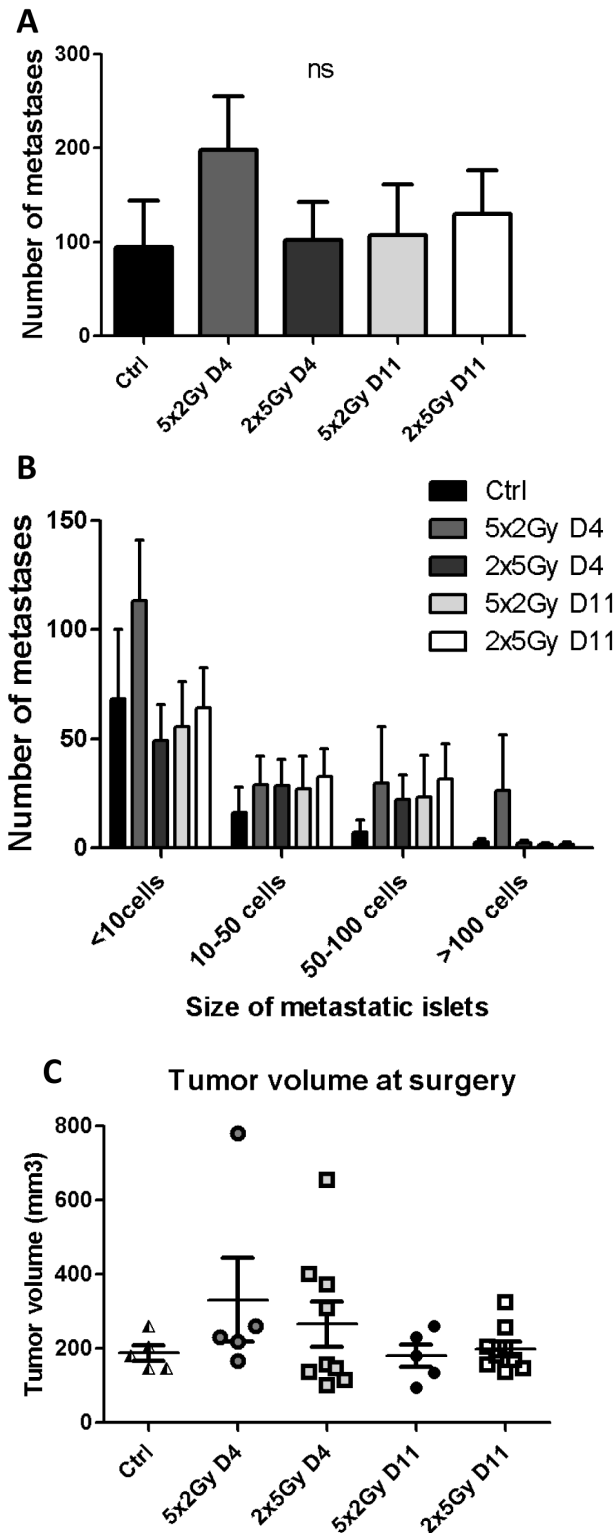 A
Number of metastases
300
200
100
0
ns
Ctrl
5x2Gy D4
2x5Gy D4
5x2Gy D11
2x5Gy D11
B
Ctrl
5x2Gy D4
2x5Gy D4
5x2Gy D11
2x5Gy D11
Number of metastases
150
100
50
0
<10cells
10-50 cells
50-100 cells
>100 cells
Size of metastatic islets
C
Tumor volume at surgery
Tumor volume (mm3)
800
600
400
200
0
Ctrl
5x2Gy D4
2x5Gy D4
5x2Gy D11
2x5Gy D11